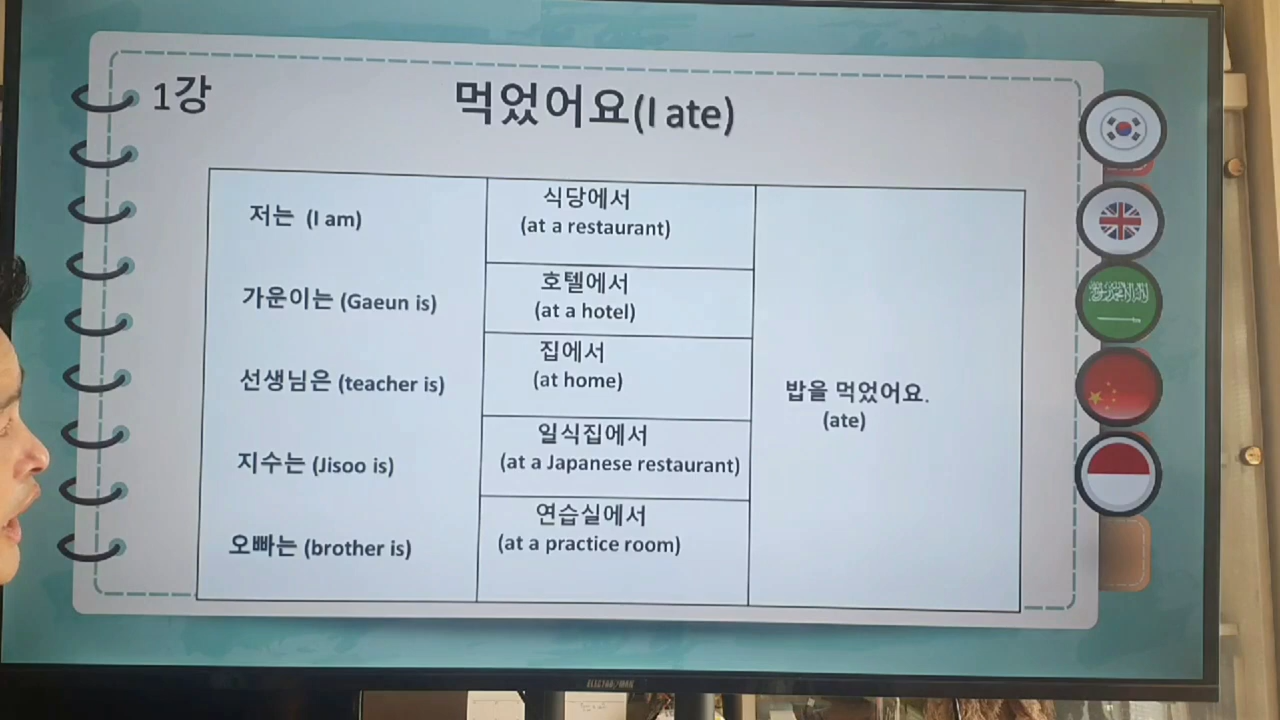 1강
먹었어요(I ate)
저는 (I am)
가운이는 (Gaeun is)
선생님은 (teacher is)
지수는 (Jisoo is)
오빠는 (brother is)
식당에서
(at a restaurant)
호텔에서
(at a hotel)
집에서
(at home)
일식집에서
(at a Japanese restaurant)
연습실에서
(at a practice room)
밥을 먹었어요.
(ate)